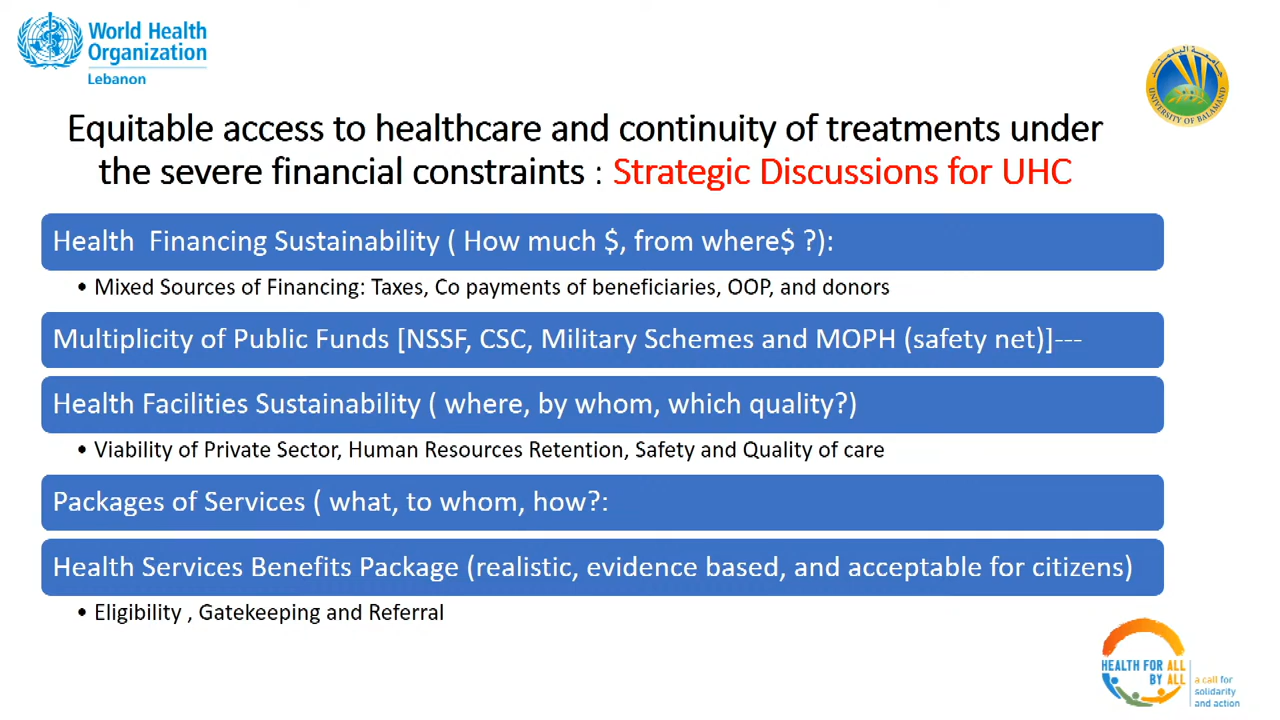 World Health
Organization
Lebanon
جامعة البلمند
UNIVERSITY OF BALAMAND
Equitable access to healthcare and continuity of treatments under
the severe financial constraints : Strategic Discussions for UHC
Health  Financing Sustainability ( How much $, from where$ ?):
• Mixed Sources of Financing: Taxes, Co payments of beneficiaries, OOP, and donors
Multiplicity of Public Funds [NSSF, CSC, Military Schemes and MOPH (safety net)]---
Health Facilities Sustainability ( where, by whom, which quality?)
• Viability of Private Sector, Human Resources Retention, Safety and Quality of care
Packages of Services ( what, to whom, how?:
Health Services Benefits Package (realistic, evidence based, and acceptable for citizens)
• Eligibility , Gatekeeping and Referral
HEALTH FOR ALL
BY ALL
a call for
solidarity
and action